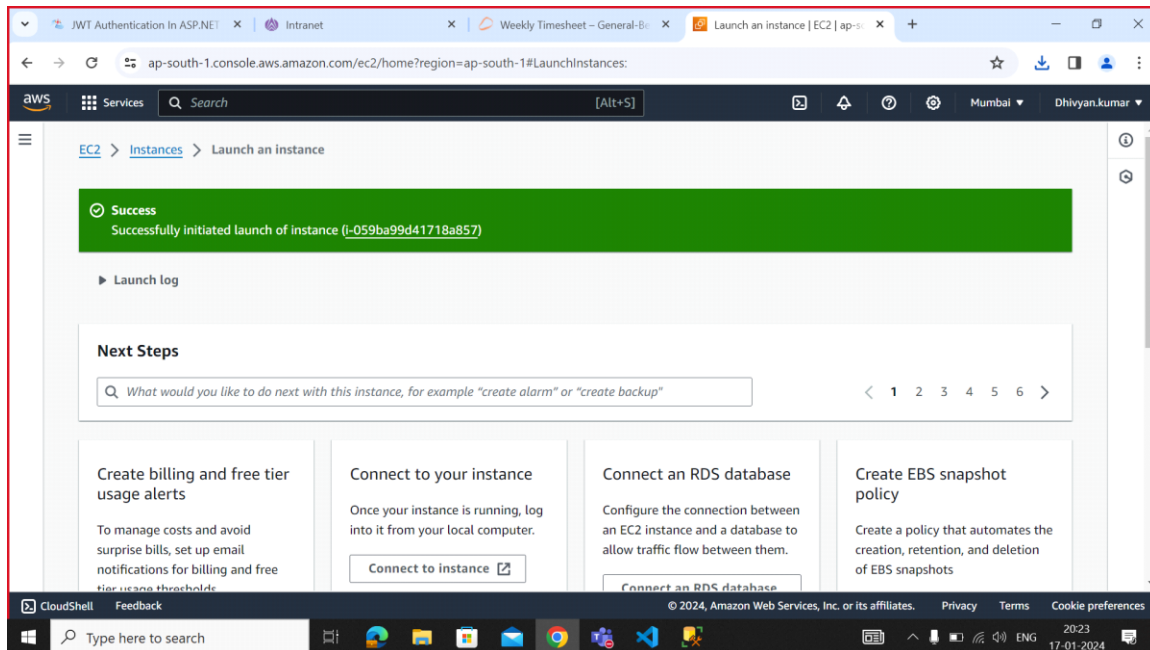 JWT Authentication In ASP.NET
Intranet
Weekly Timesheet – General-Be
Launch an instance | EC2 | ap-s
ap-south-1.console.aws.amazon.com/ec2/home?region=ap-south-1#LaunchInstances:
aws
Services
Search
[Alt+S]
Mumbai
Dhivyan.kumar
EC2
Instances
Launch an instance
Success
Successfully initiated launch of instance (i-059ba99d41718a857)
Launch log
Next Steps
What would you like to do next with this instance, for example “create alarm” or “create backup”
1 2 3 4 5 6
Create billing and free tier
usage alerts
To manage costs and avoid
surprise bills, set up email
notifications for billing and free
tier usage thresholds.
Connect to your instance
Once your instance is running, log
into it from your local computer.
Connect to instance
Connect an RDS database
Configure the connection between
an EC2 instance and a database to
allow traffic flow between them.
Connect an RDS database
Create EBS snapshot
policy
Create a policy that automates the
creation, retention, and deletion
of EBS snapshots
CloudShell
Feedback
© 2024, Amazon Web Services, Inc. or its affiliates.
Privacy
Terms
Cookie preferences
Type here to search
ENG
20:23
17-01-2024